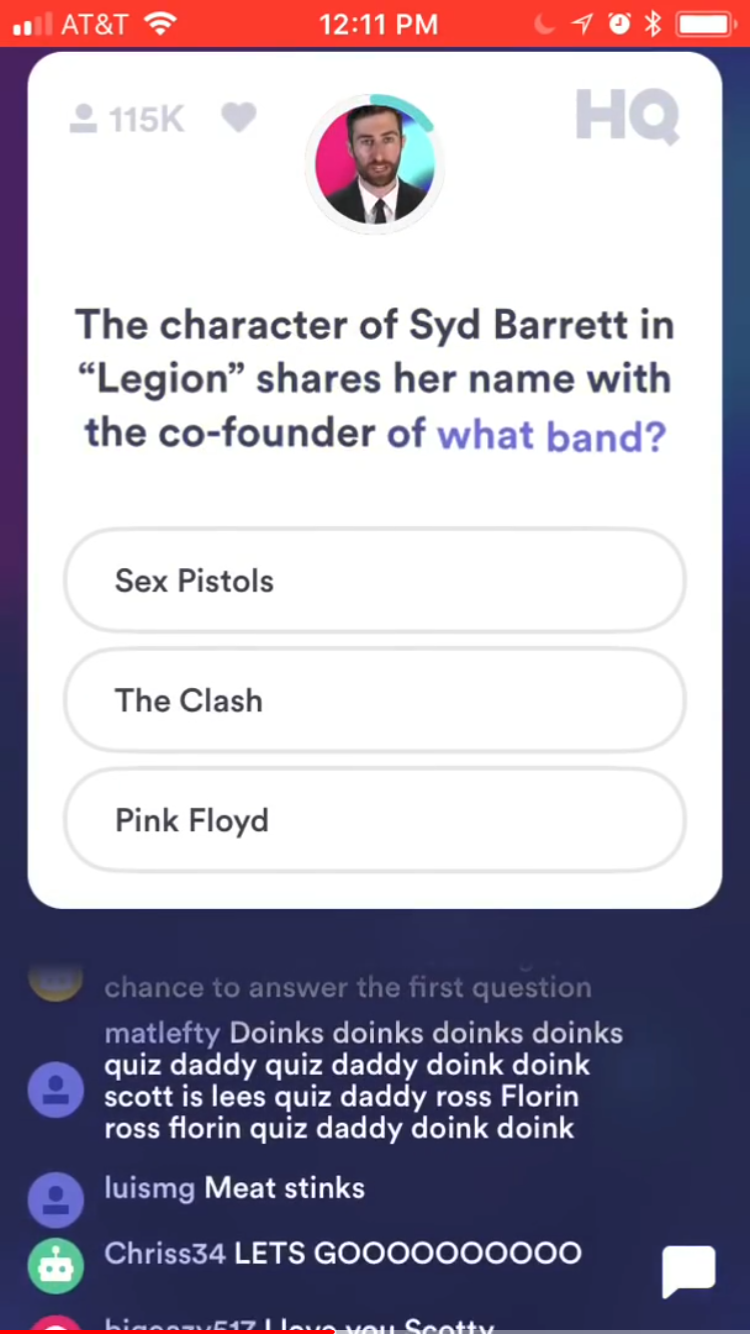 AT&T 12:11 PM
115K HQ
The character of Syd Barrett in
“Legion” shares her name with
the co-founder of what band?
Sex Pistols
The Clash
Pink Floyd
chance to answer the first question
matlefty Doinks doinks doinks doinks
quiz daddy quiz daddy doink doink
scott is lees quiz daddy ross Florin
ross florin quiz daddy doink doink
luismg Meat stinks
Chriss34 LETS GOOOOOOOOOO
I love you Scotty